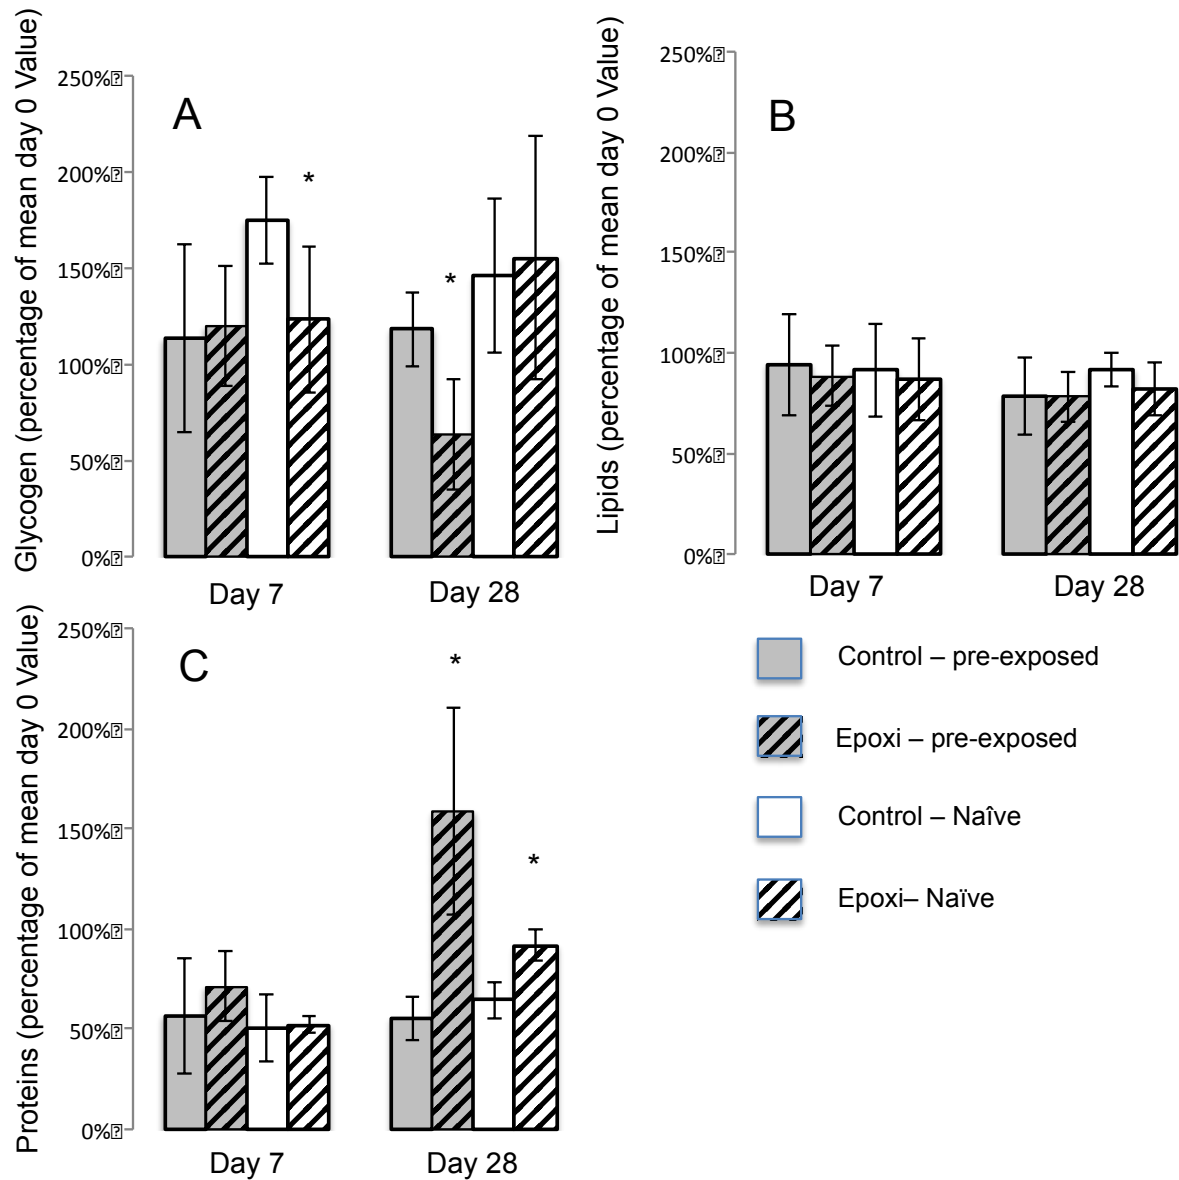 Glycogen (percentage of mean day 0 Value)
A
250%
200%
150%
100%
50%
0%
*
*
Day 7
Day 28
Lipids (percentage of mean day 0 Value)
B
250%
200%
150%
100%
50%
0%
Day 7
Day 28
Proteins (percentage of mean day 0 Value)
C
250%
200%
150%
100%
50%
0%
*
*
Day 7
Day 28
Control – pre-exposed
Epoxi – pre-exposed
Control – Naîve
Epoxi– Naïve